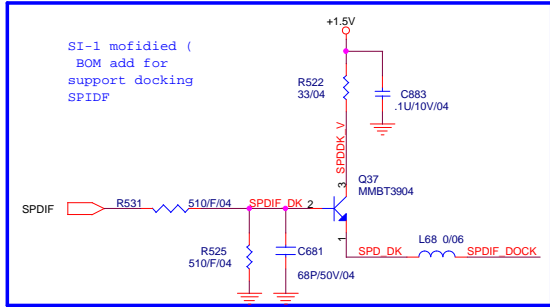 +1.5V
SI-1 mofidied (
BOM add for
support docking
SPIDF
R522
33/04
C883
.1U/10V/04
SPDDK_V
Q37
MMBT3904
3
2
1
SPDIF
R531
510/F/04
SPDIF_DK
R525
510/F/04
C681
68P/50V/04
SPD_DK
L68 0/06
SPDIF_DOCK